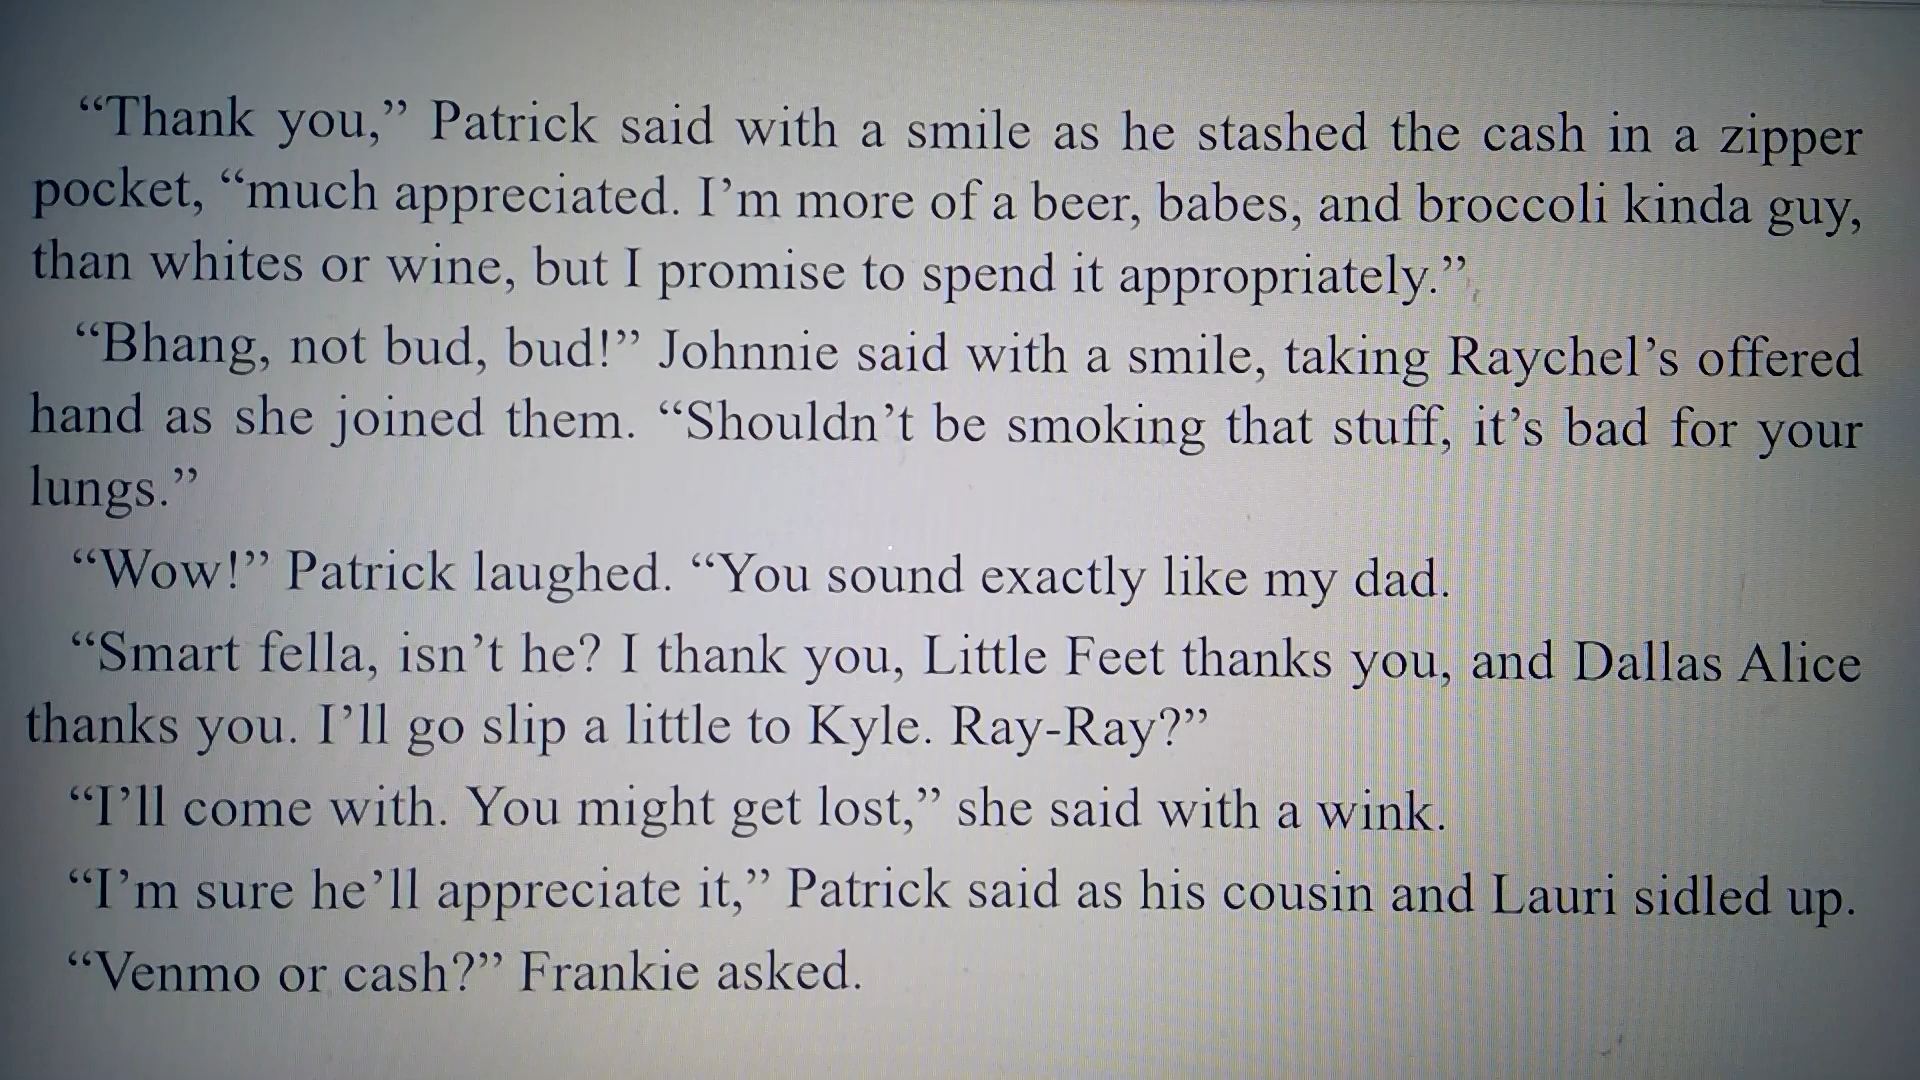 “Thank you,” Patrick said with a smile as he stashed the cash in a zipper
pocket, “much appreciated. I’m more of a beer, babes, and broccoli kinda guy,
than whites or wine, but I promise to spend it appropriately.”
“Bhang, not bud, bud!” Johnnie said with a smile, taking Raychel’s offered
hand as she joined them. “Shouldn’t be smoking that stuff, it’s bad for your
lungs.”
“Wow!” Patrick laughed. “You sound exactly like my dad.
“Smart fella, isn’t he? I thank you, Little Feet thanks you, and Dallas Alice
thanks you. I’ll go slip a little to Kyle. Ray-Ray?”
“I’ll come with. You might get lost,” she said with a wink.
“I’m sure he’ll appreciate it,” Patrick said as his cousin and Lauri sidled up.
“Venmo or cash?” Frankie asked.